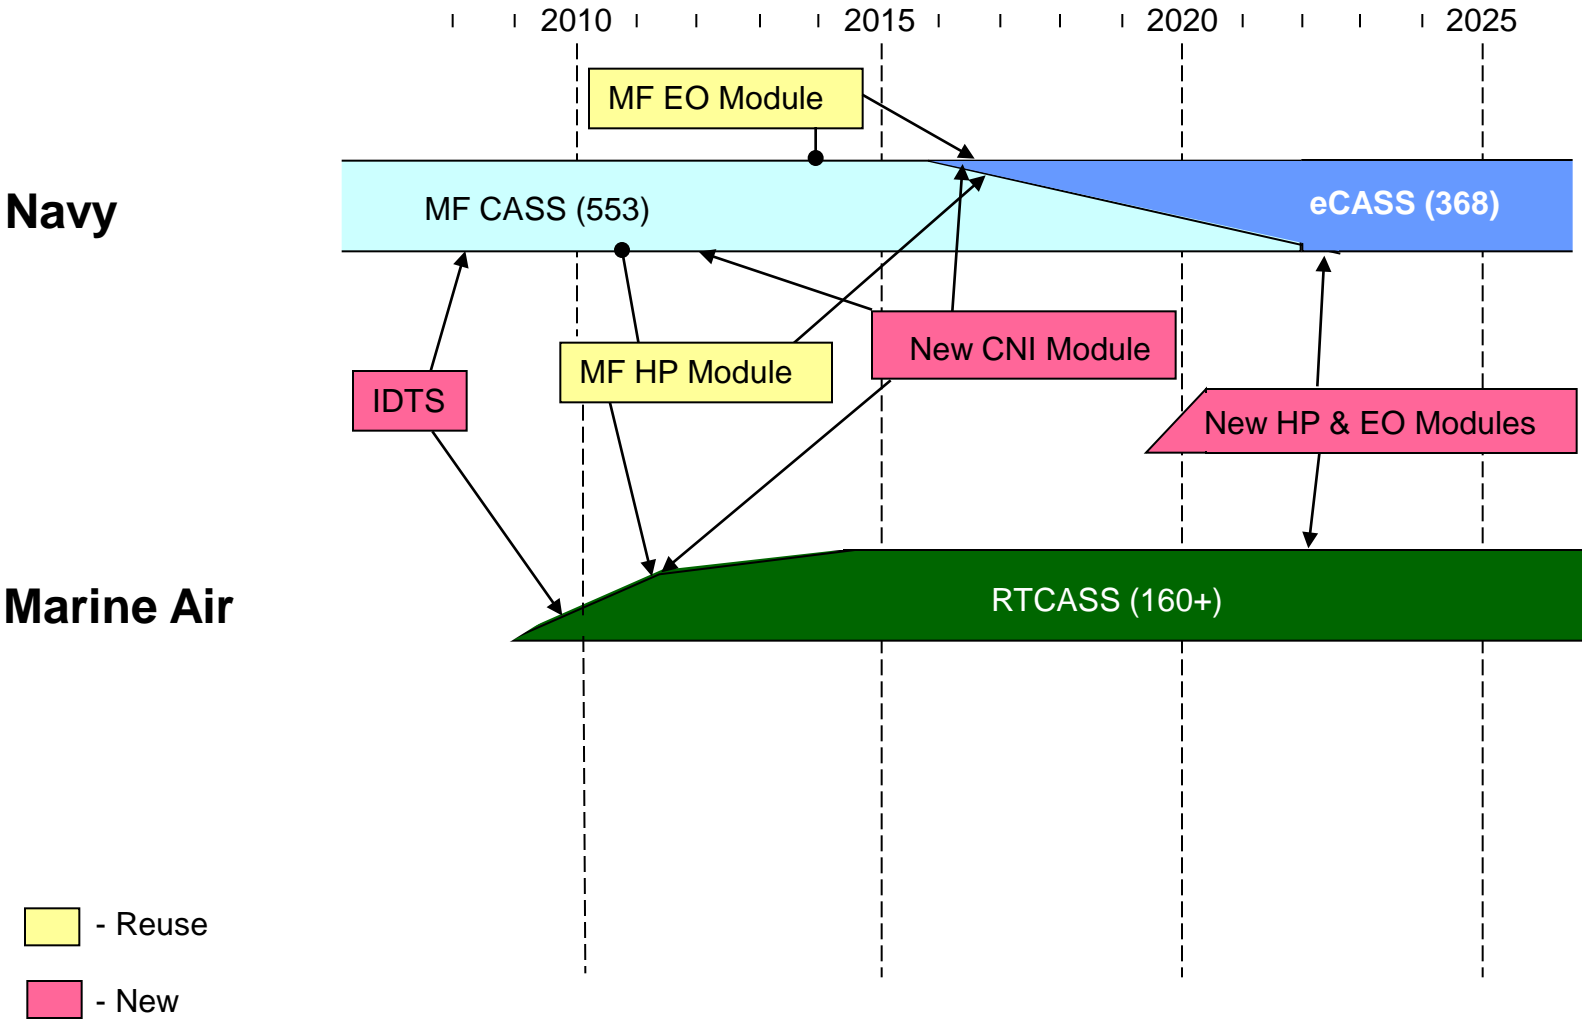 2010 2015 2020 2025
MF EO Module
Navy
MF CASS (553)
eCASS (368)
New CNI Module
MF HP Module
IDTS
New HP & EO Modules
Marine Air
RTCASS (160+)
- Reuse
- New